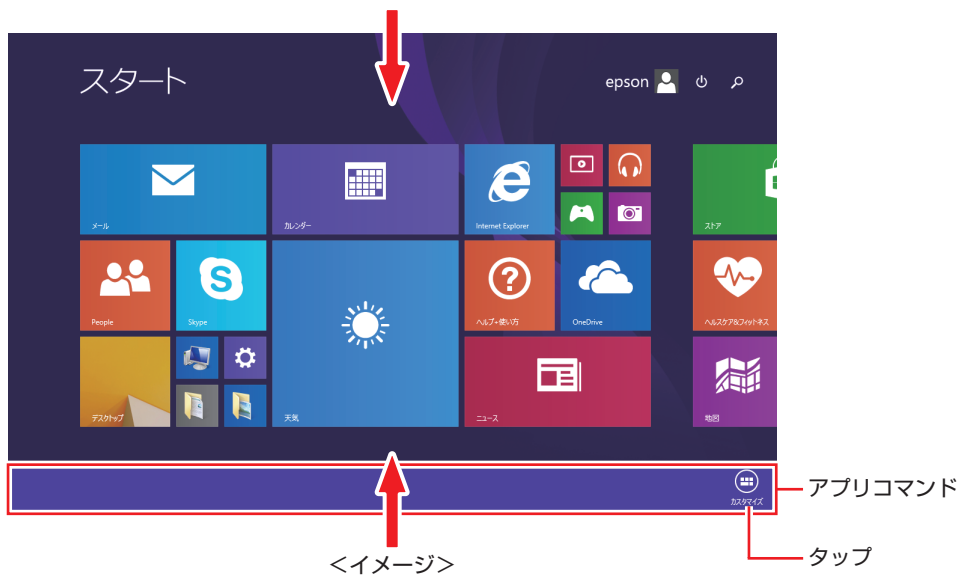 スタート
epson
メール
カレンダー
Internet Explorer
ストア
People
Skype
天気
ヘルプ+使い方
OneDrive
ヘルスケア&フィットネス
デスクトップ
ニュース
地図
カスタマイズ
アプリコマンド
タップ
<イメージ>